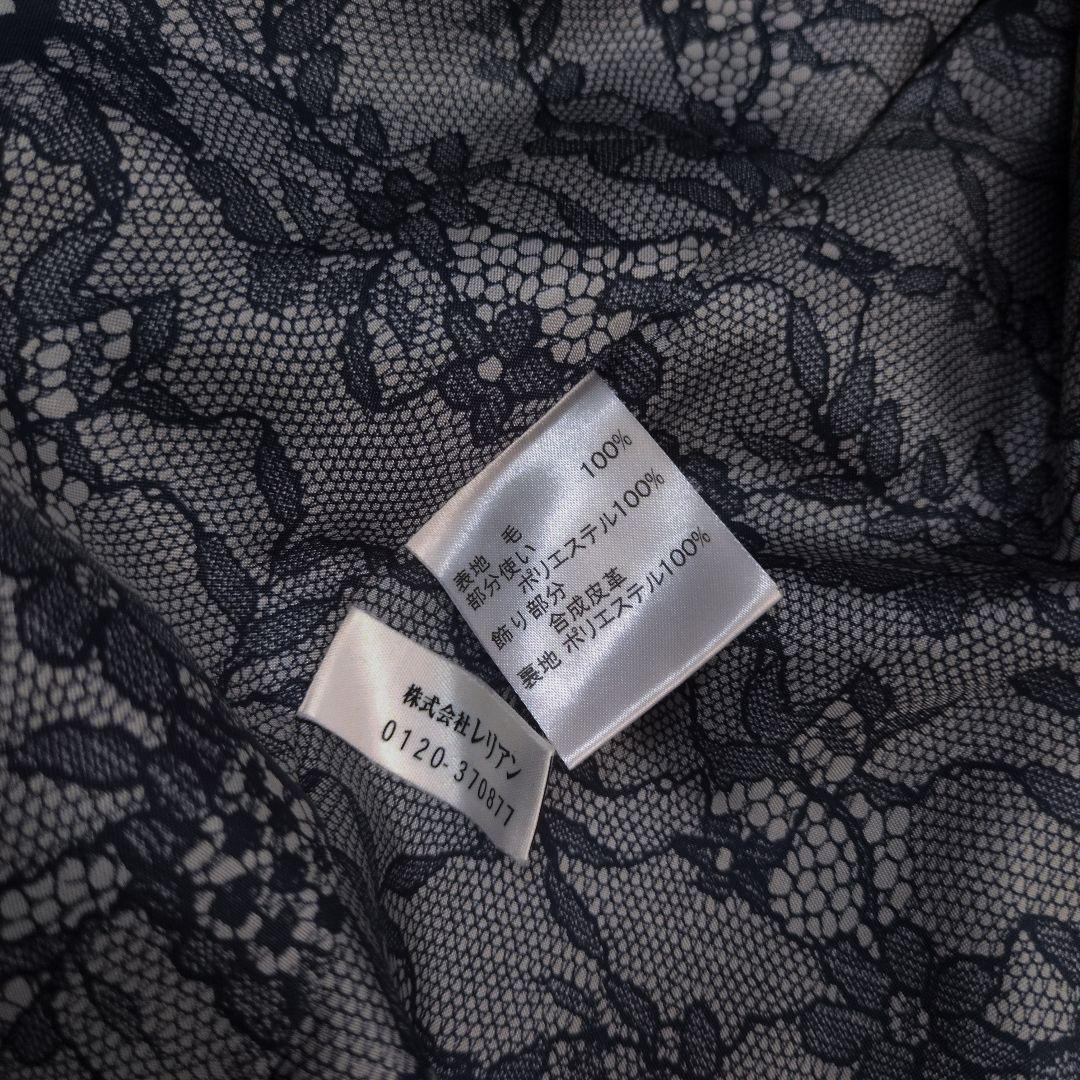 表地 毛 100%
部分使い
ポリエステル100%
飾り部分
合成皮革
裏地 ポリエステル100%
株式会社レリアン
0120-370877